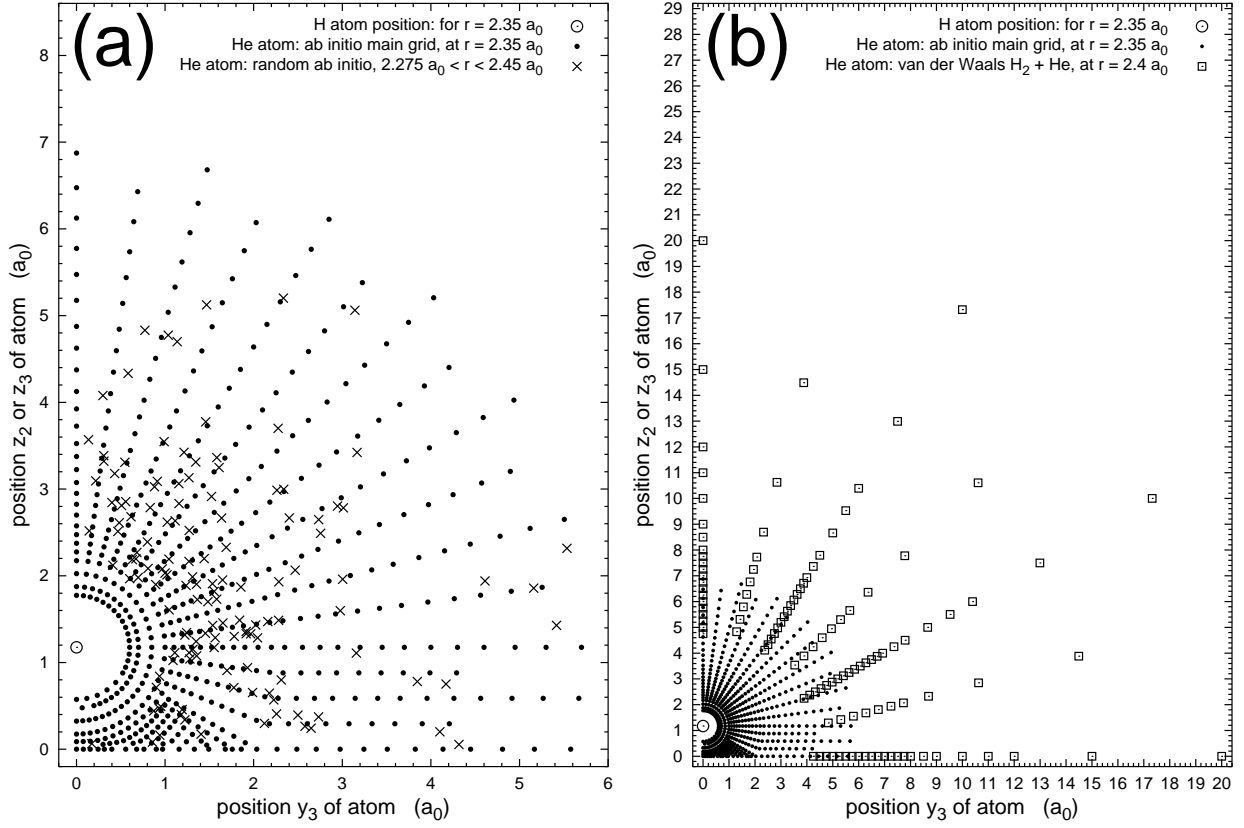 (a)
H atom position: for r = 2.35 a₀
He atom: ab initio main grid, at r = 2.35 a₀
He atom: random ab initio, 2.275 a₀ < r < 2.45 a₀
8
7
6
5
4
3
2
1
0
position z₂ or z₃ of atom (a₀)
0 1 2 3 4 5 6
position y₃ of atom (a₀)
(b)
H atom position: for r = 2.35 a₀
He atom: ab initio main grid, at r = 2.35 a₀
He atom: van der Waals H₂ + He, at r = 2.4 a₀
29
28
27
26
25
24
23
22
21
20
19
18
17
16
15
14
13
12
11
10
9
8
7
6
5
4
3
2
1
0
position z₂ or z₃ of atom (a₀)
0 1 2 3 4 5 6 7 8 9 10 11 12 13 14 15 16 17 18 19 20
position y₃ of atom (a₀)